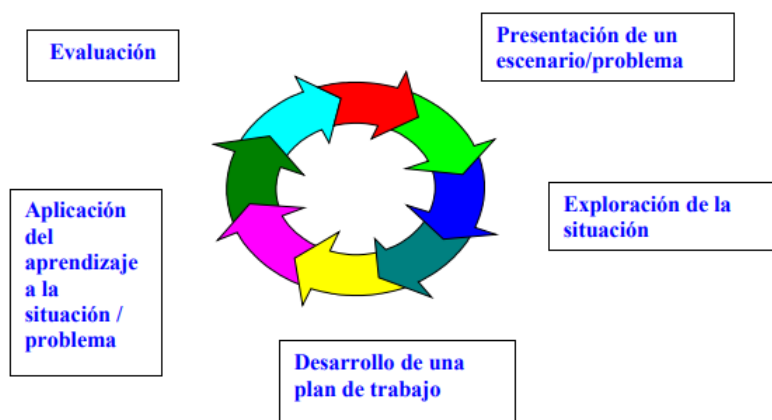 Evaluación
Presentación de un
escenario/problema
Exploración de la
situación
Desarrollo de una
plan de trabajo
Aplicación
del
aprendizaje
a la
situación /
problema